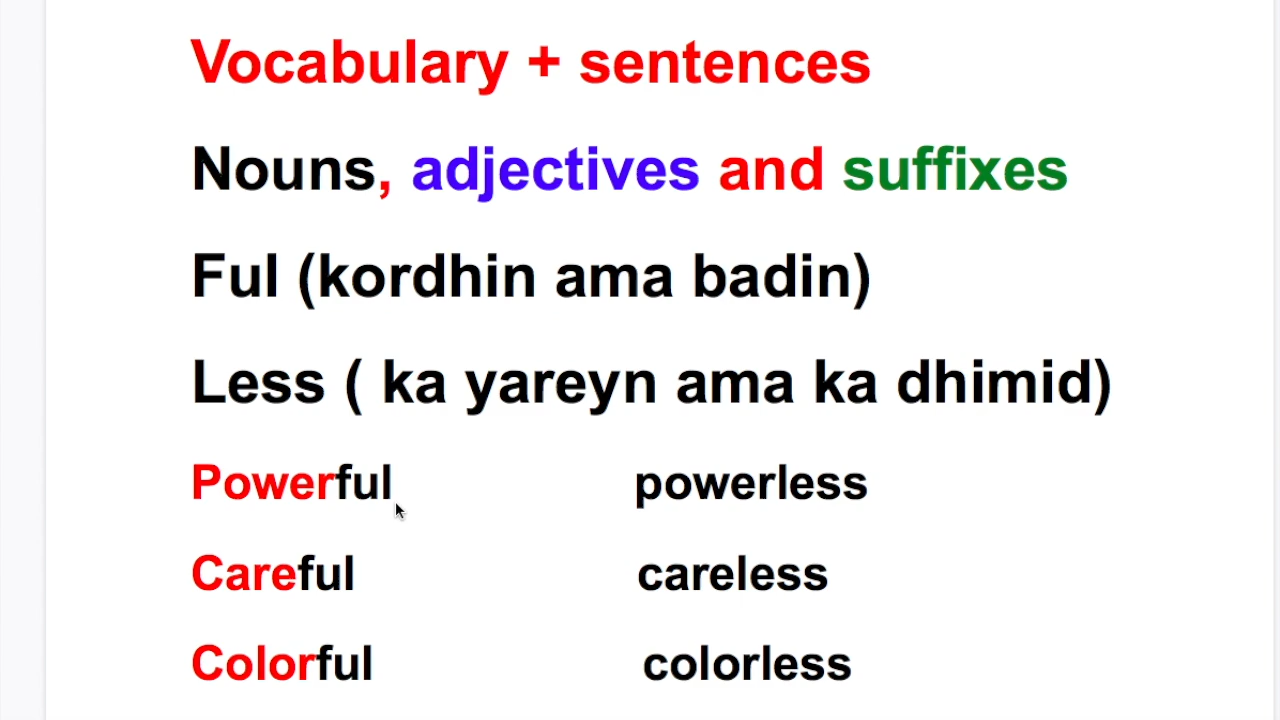 Vocabulary + sentences
Nouns, adjectives and suffixes
Ful (kordhin ama badin)
Less ( ka yareyn ama ka dhimid)
Powerful powerless
Careful careless
Colorful colorless